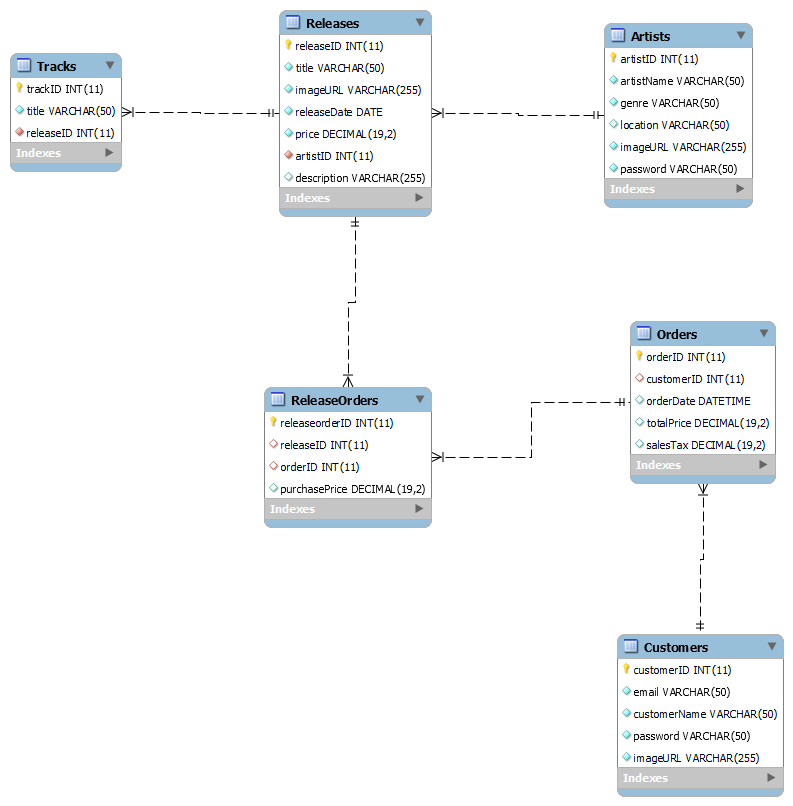 Releases
releaseID INT(11)
title VARCHAR(50)
imageURL VARCHAR(255)
releaseDate DATE
price DECIMAL(19,2)
artistID INT(11)
description VARCHAR(255)
Indexes
Artists
artistID INT(11)
artistName VARCHAR(50)
genre VARCHAR(50)
location VARCHAR(50)
imageURL VARCHAR(255)
password VARCHAR(50)
Indexes
Tracks
trackID INT(11)
title VARCHAR(50)
releaseID INT(11)
Indexes
ReleaseOrders
releaseorderID INT(11)
releaseID INT(11)
orderID INT(11)
purchasePrice DECIMAL(19,2)
Indexes
Orders
orderID INT(11)
customerID INT(11)
orderDate DATETIME
totalPrice DECIMAL(19,2)
salesTax DECIMAL(19,2)
Indexes
Customers
customerID INT(11)
email VARCHAR(50)
customerName VARCHAR(50)
password VARCHAR(50)
imageURL VARCHAR(255)
Indexes